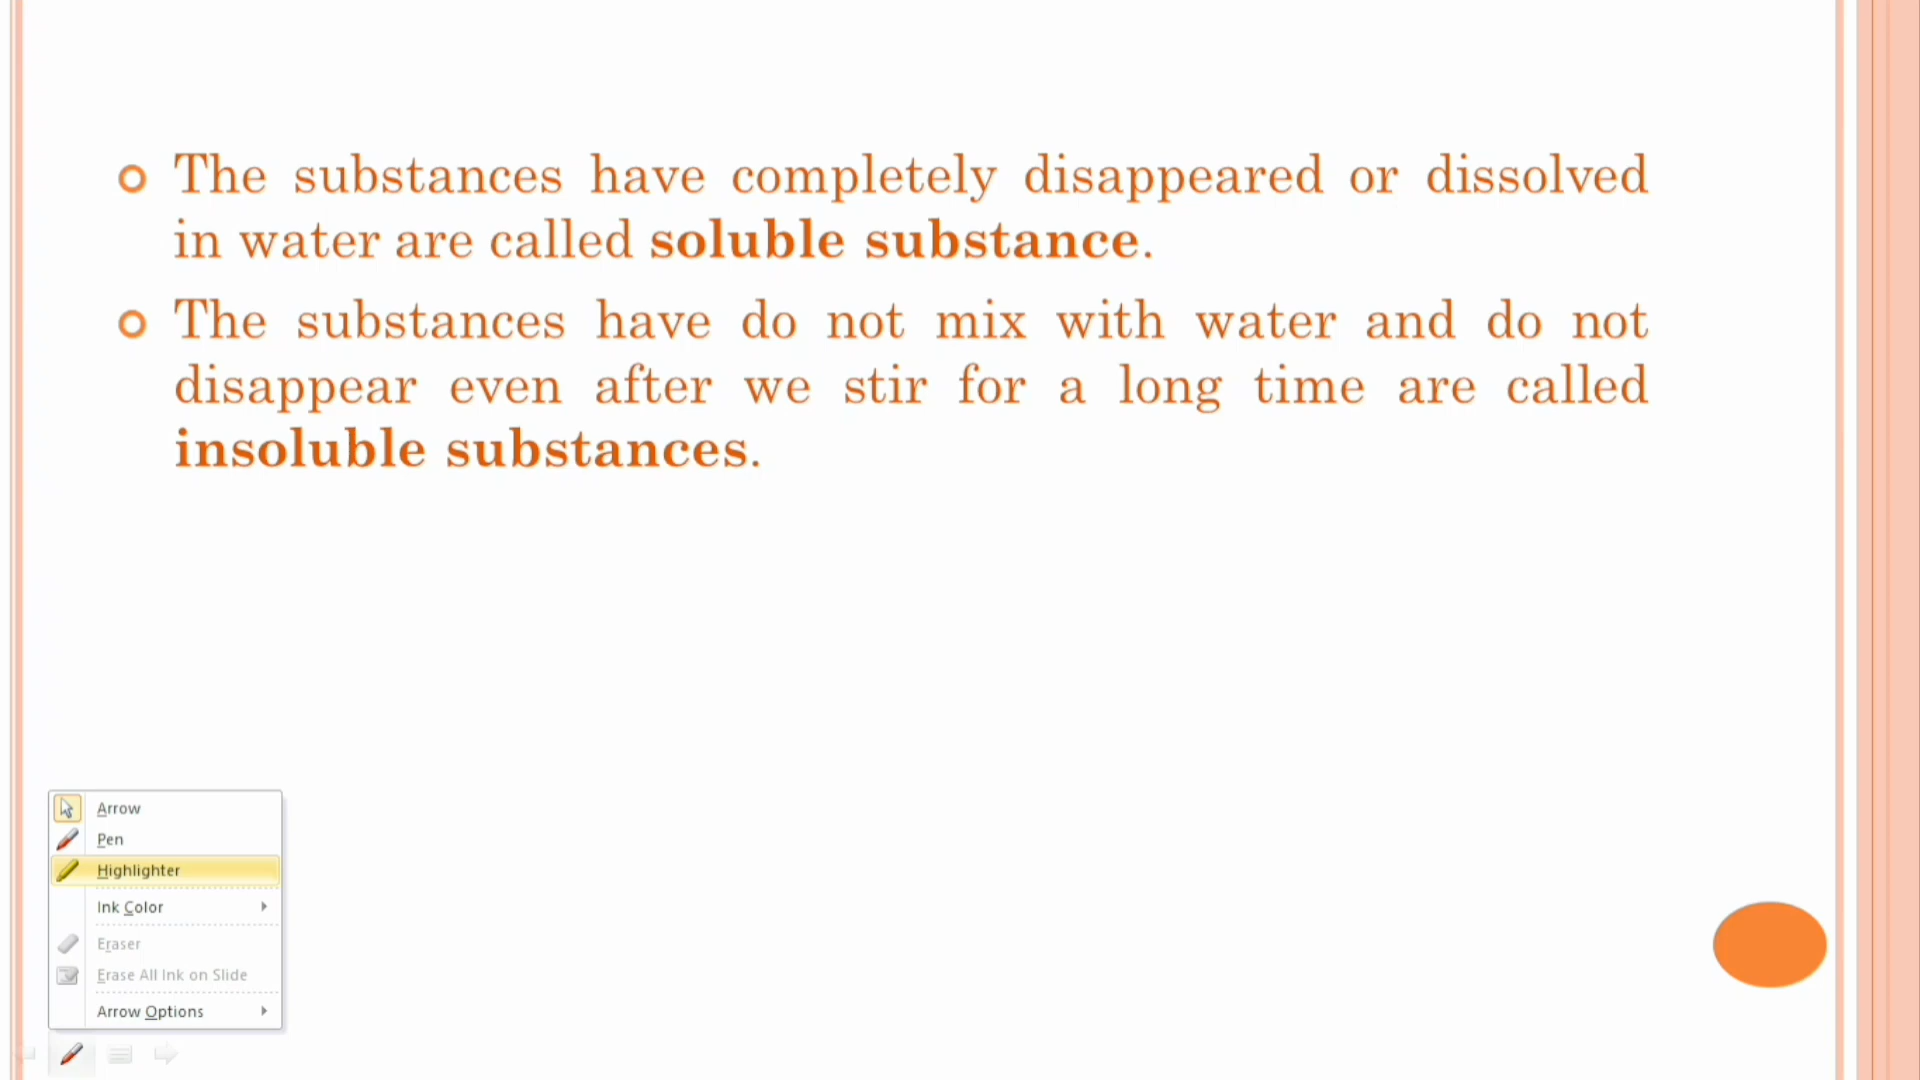 The substances have completely disappeared or dissolved
in water are called soluble substance.
The substances have do not mix with water and do not
disappear even after we stir for a long time are called
insoluble substances.
Arrow
Pen
Highlighter
Ink Color
Eraser
Erase All Ink on Slide
Arrow Options